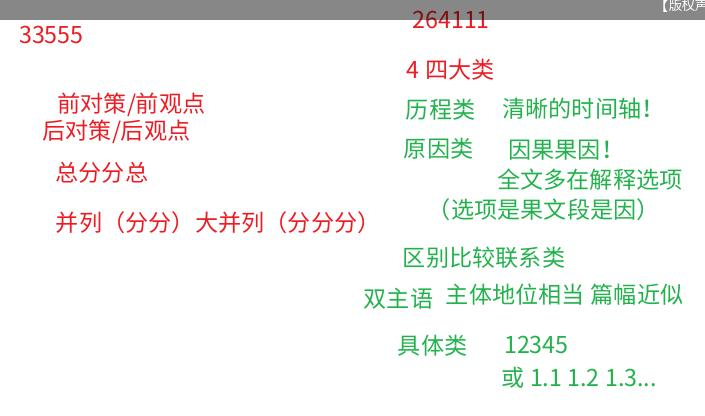 【版权声
33555
264111
4 四大类
前对策/前观点
后对策/后观点
总分分总
并列（分分）大并列（分分分）
历程类 清晰的时间轴！
原因类 因果果因！
全文多在解释选项
（选项是果文段是因）
区别比较联系类
双主语 主体地位相当 篇幅近似
具体类 12345
或 1.1 1.2 1.3...